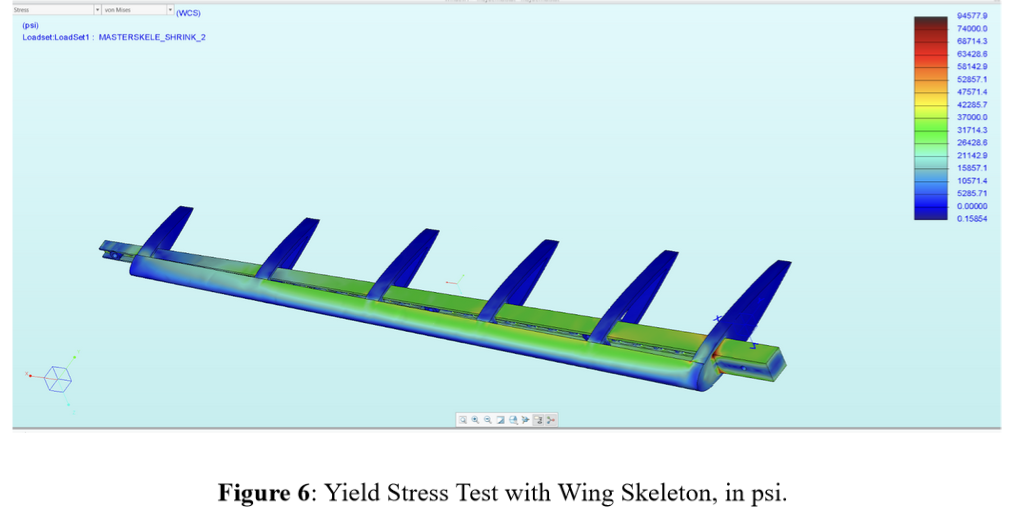 Stress
von Mises
(WCS)
(psi)
Loadset:LoadSet1 : MASTERSKELE_SHRINK_2
94577.9
74000.0
68714.3
63428.6
58142.9
52857.1
47571.4
42285.7
37000.0
31714.3
26428.6
21142.9
15857.1
10571.4
5285.71
0.00000
0.15854
Figure 6: Yield Stress Test with Wing Skeleton, in psi.